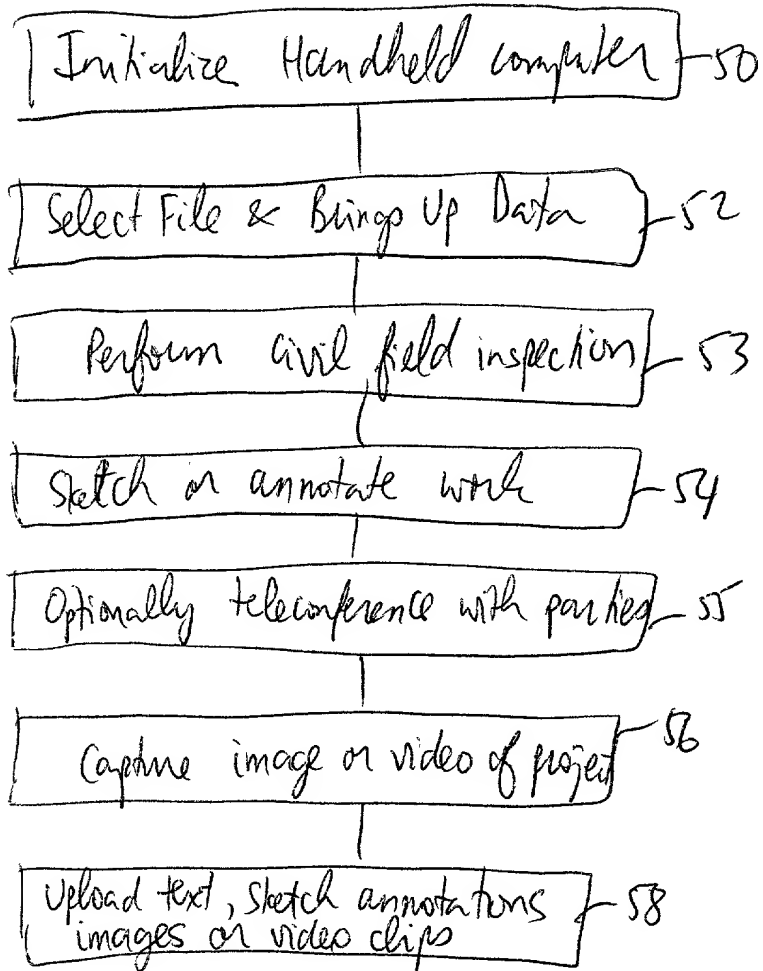 Initialize Handheld computer 50
Select File & Brings Up Data 52
Perform civil field inspection 53
Sketch or annotate work 54
Optionally teleconference with parties 55
Capture image or video of project 56
Upload text, sketch annotations 58
images or video clips